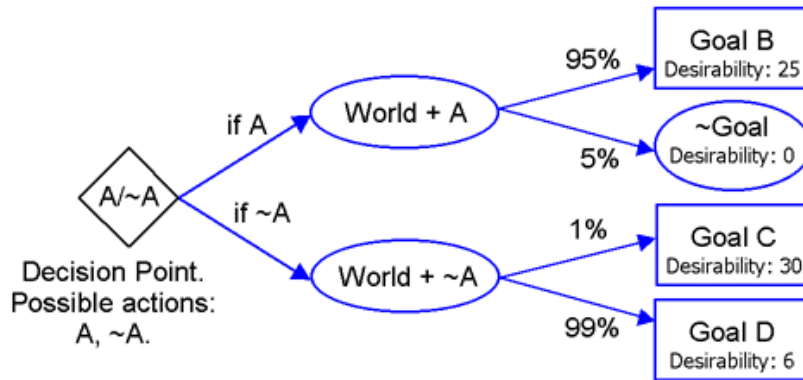 Goal B
Desirability: 25
95%
World + A
~Goal
Desirability: 0
5%
if A
A/~A
if ~A
1%
Goal C
Desirability: 30
Decision Point.
Possible actions:
A, ~A.
World + ~A
99%
Goal D
Desirability: 6